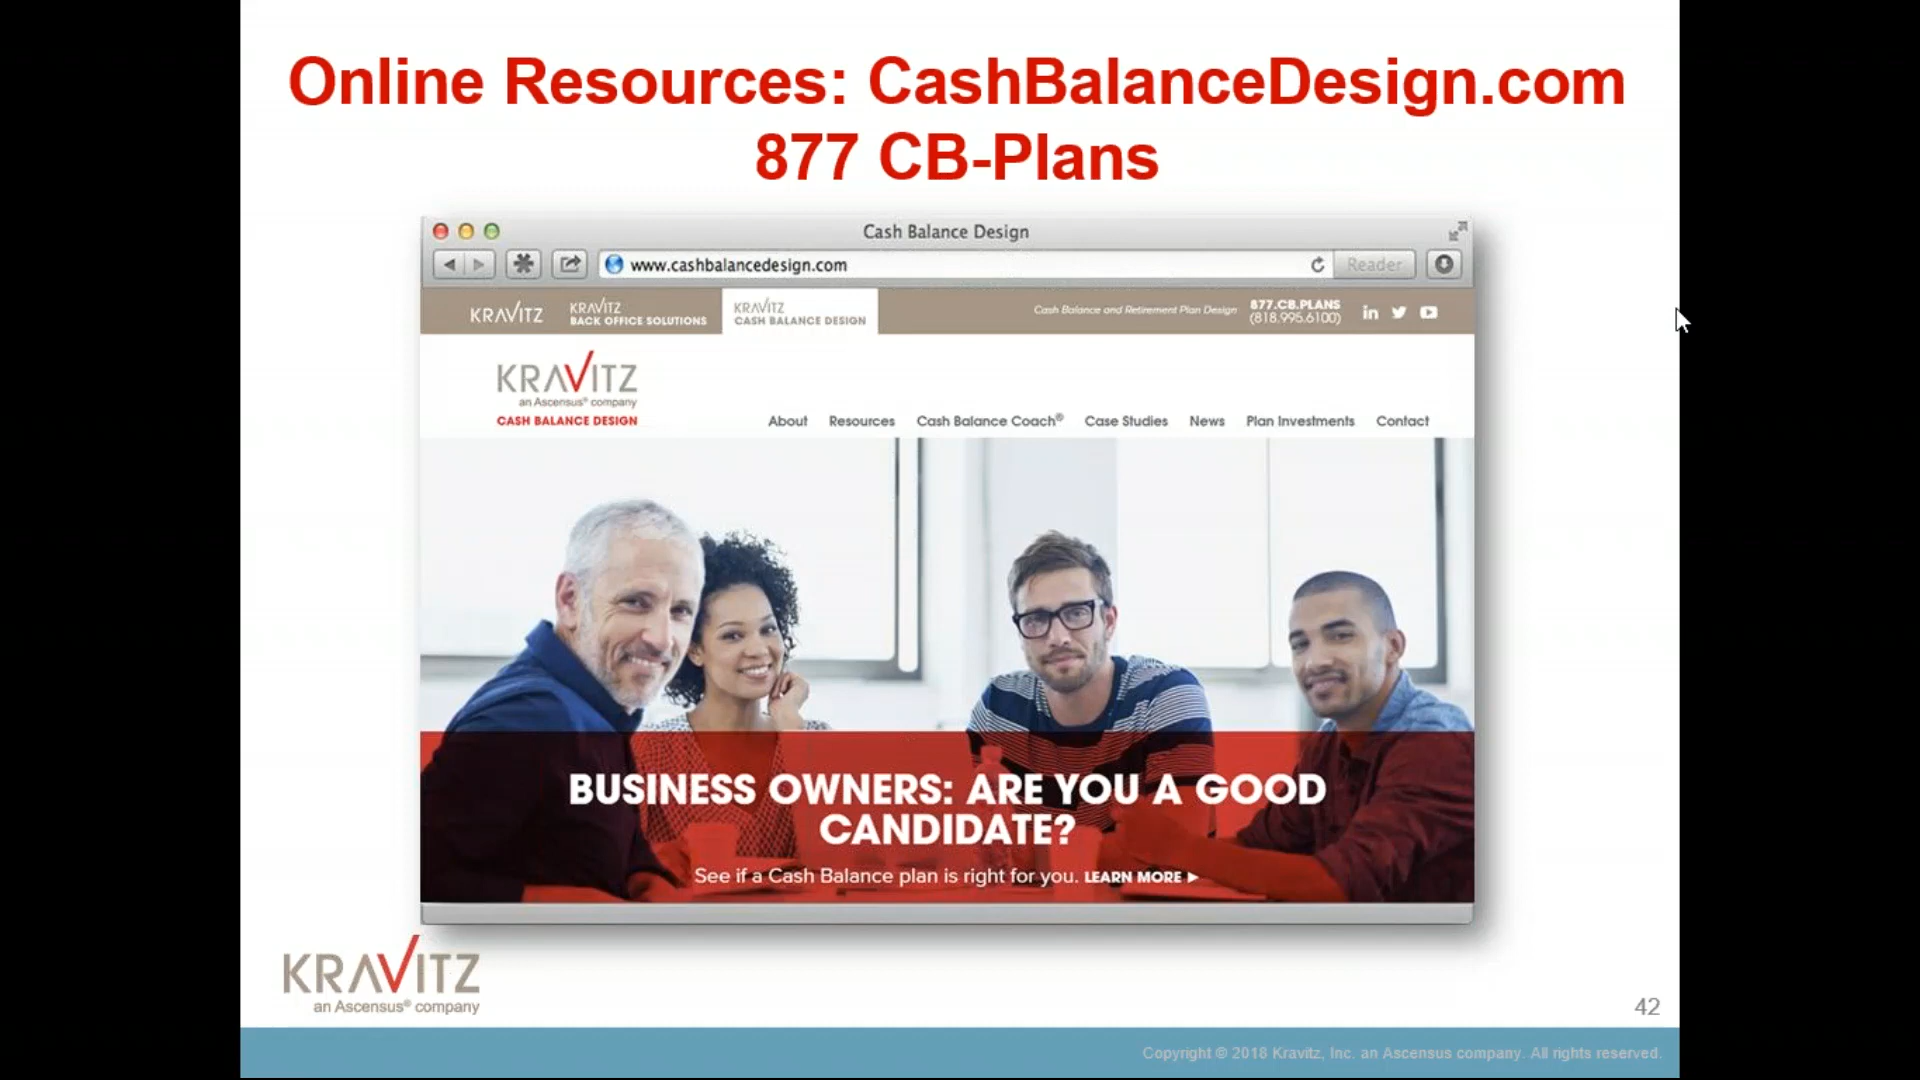 Online Resources: CashBalanceDesign.com
877 CB-Plans
Cash Balance Design
www.cashbalancedesign.com
Reader
KRAVITZ
KRAVITZ
BACK OFFICE SOLUTIONS
KRAVITZ
CASH BALANCE DESIGN
Cash Balance and Retirement Plan Design
877.CB.PLANS
(818.995.6100)
in
KRAVITZ
an Ascensus® company
CASH BALANCE DESIGN
About Resources Cash Balance Coach® Case Studies News Plan Investments Contact
BUSINESS OWNERS: ARE YOU A GOOD
CANDIDATE?
See if a Cash Balance plan is right for you. LEARN MORE ►
KRAVITZ
an Ascensus® company
42
Copyright © 2018 Kravitz, Inc. an Ascensus company. All rights reserved.